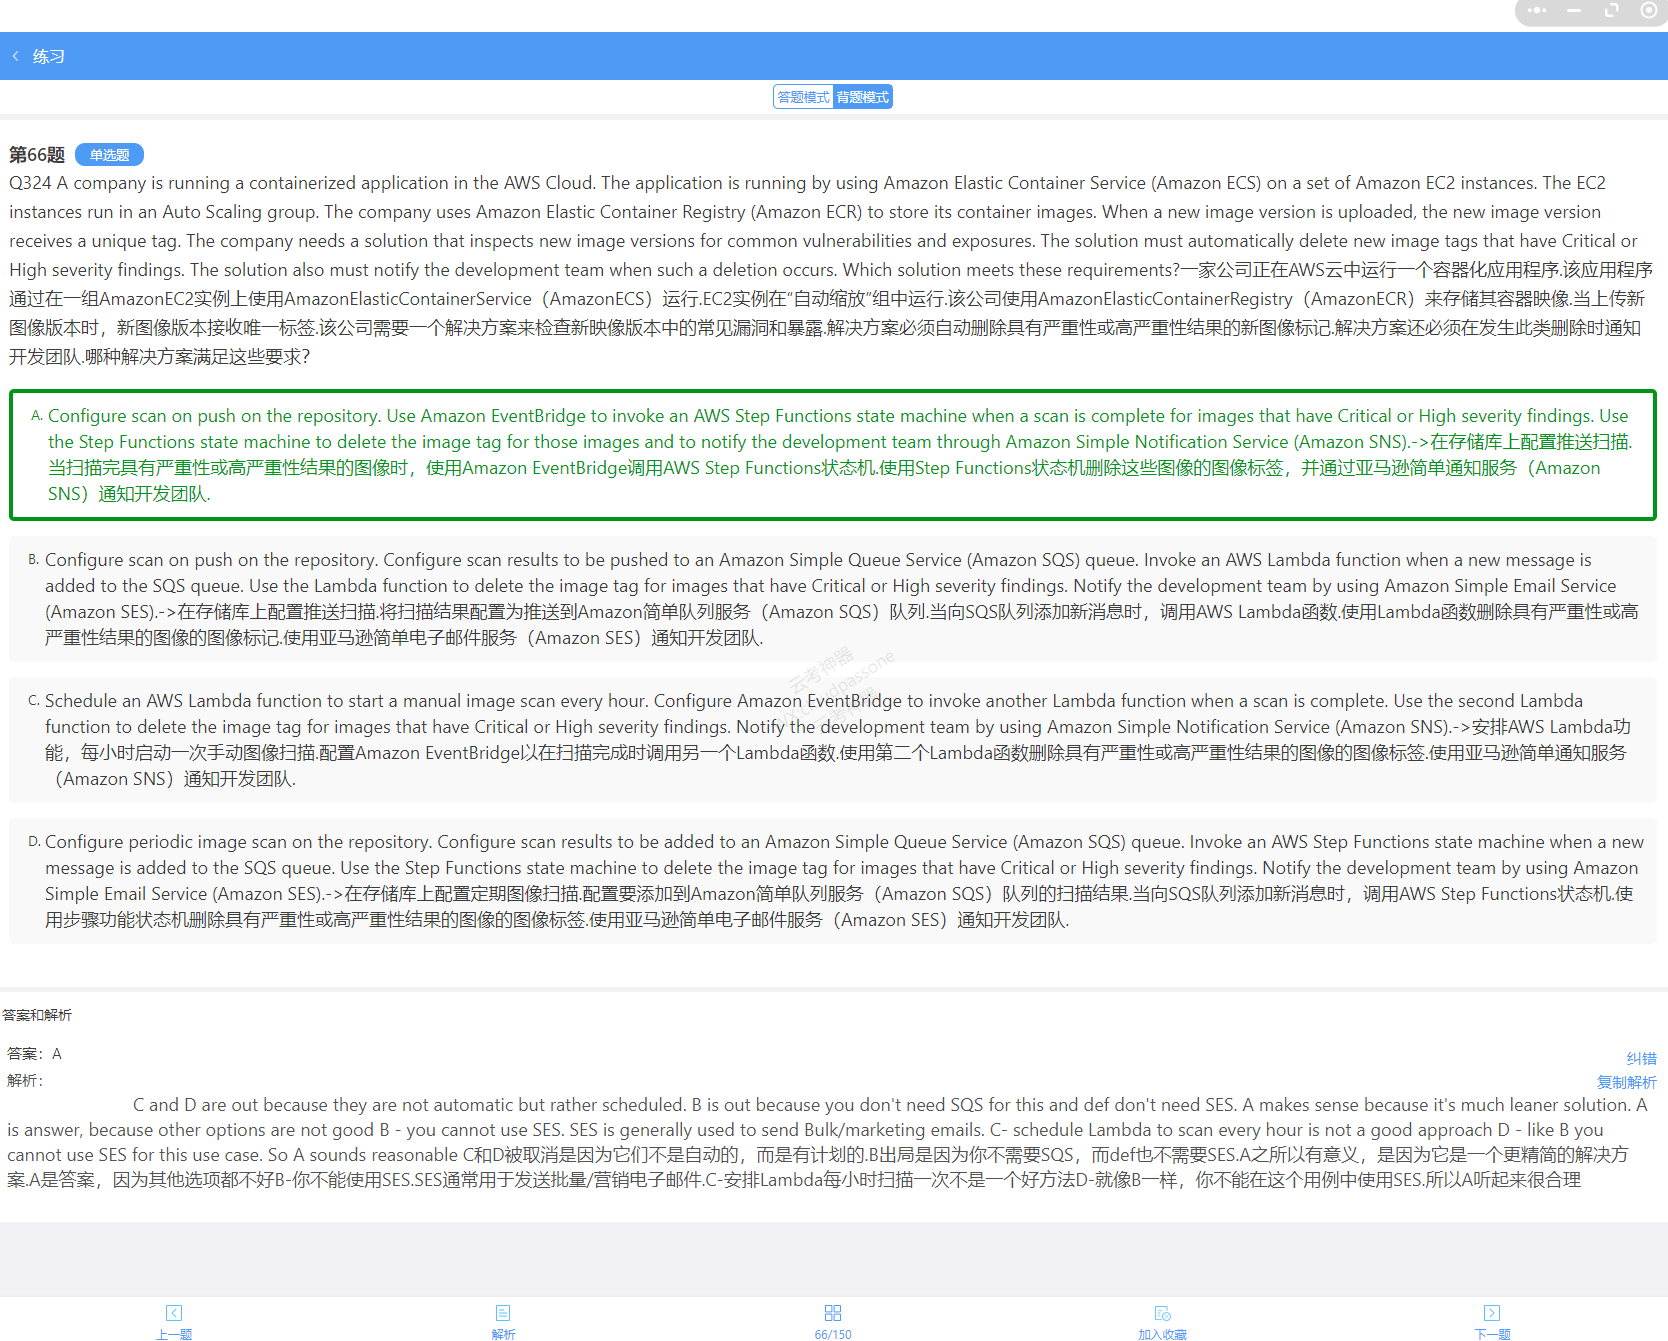 练习
答题模式 背题模式
第66题 单选题
Q324 A company is running a containerized application in the AWS Cloud. The application is running by using Amazon Elastic Container Service (Amazon ECS) on a set of Amazon EC2 instances. The EC2
instances run in an Auto Scaling group. The company uses Amazon Elastic Container Registry (Amazon ECR) to store its container images. When a new image version is uploaded, the new image version
receives a unique tag. The company needs a solution that inspects new image versions for common vulnerabilities and exposures. The solution must automatically delete new image tags that have Critical or
High severity findings. The solution also must notify the development team when such a deletion occurs. Which solution meets these requirements?一家公司正在AWS云中运行一个容器化应用程序.该应用程序
通过在一组AmazonEC2实例上使用AmazonElasticContainerService（AmazonECS）运行.EC2实例在“自动缩放”组中运行.该公司使用AmazonElasticContainerRegistry（AmazonECR）来存储其容器映像.当上传新
图像版本时，新图像版本接收唯一标签.该公司需要一个解决方案来检查新映像版本中的常见漏洞和暴露.解决方案必须自动删除具有严重性或高严重性结果的新图像标记.解决方案还必须在发生此类删除时通知
开发团队.哪种解决方案满足这些要求?
A. Configure scan on push on the repository. Use Amazon EventBridge to invoke an AWS Step Functions state machine when a scan is complete for images that have Critical or High severity findings. Use
the Step Functions state machine to delete the image tag for those images and to notify the development team through Amazon Simple Notification Service (Amazon SNS).->在存储库上配置推送扫描.
当扫描完具有严重性或高严重性结果的图像时，使用Amazon EventBridge调用AWS Step Functions状态机.使用Step Functions状态机删除这些图像的图像标签，并通过亚马逊简单通知服务（Amazon
SNS）通知开发团队.
B. Configure scan on push on the repository. Configure scan results to be pushed to an Amazon Simple Queue Service (Amazon SQS) queue. Invoke an AWS Lambda function when a new message is
added to the SQS queue. Use the Lambda function to delete the image tag for images that have Critical or High severity findings. Notify the development team by using Amazon Simple Email Service
(Amazon SES).->在存储库上配置推送扫描.将扫描结果配置为推送到Amazon简单队列服务（Amazon SQS）队列.当向SQS队列添加新消息时，调用AWS Lambda函数.使用Lambda函数删除具有严重性或高
严重性结果的图像的图像标记.使用亚马逊简单电子邮件服务（Amazon SES）通知开发团队.
C. Schedule an AWS Lambda function to start a manual image scan every hour. Configure Amazon EventBridge to invoke another Lambda function when a scan is complete. Use the second Lambda
function to delete the image tag for images that have Critical or High severity findings. Notify the development team by using Amazon Simple Notification Service (Amazon SNS).->安排AWS Lambda功
能，每小时启动一次手动图像扫描.配置Amazon EventBridge以在扫描完成时调用另一个Lambda函数.使用第二个Lambda函数删除具有严重性或高严重性结果的图像的图像标签.使用亚马逊简单通知服务
（Amazon SNS）通知开发团队.
D. Configure periodic image scan on the repository. Configure scan results to be added to an Amazon Simple Queue Service (Amazon SQS) queue. Invoke an AWS Step Functions state machine when a new
message is added to the SQS queue. Use the Step Functions state machine to delete the image tag for images that have Critical or High severity findings. Notify the development team by using Amazon
Simple Email Service (Amazon SES).->在存储库上配置定期图像扫描.配置要添加到Amazon简单队列服务（Amazon SQS）队列的扫描结果.当向SQS队列添加新消息时，调用AWS Step Functions状态机.使
用步骤功能状态机删除具有严重性或高严重性结果的图像的图像标签.使用亚马逊简单电子邮件服务（Amazon SES）通知开发团队.
云考神器
答案和解析
答案：A
纠错
解析：
复制解析
C and D are out because they are not automatic but rather scheduled. B is out because you don't need SQS for this and def don't need SES. A makes sense because it's much leaner solution. A
is answer, because other options are not good B - you cannot use SES. SES is generally used to send Bulk/marketing emails. C- schedule Lambda to scan every hour is not a good approach D - like B you
cannot use SES for this use case. So A sounds reasonable C和D被取消是因为它们不是自动的，而是有计划的.B出局是因为你不需要SQS，而def也不需要SES.A之所以有意义，是因为它是一个更精简的解决方
案.A是答案，因为其他选项都不好B-你不能使用SES.SES通常用于发送批量/营销电子邮件.C-安排Lambda每小时扫描一次不是一个好方法D-就像B一样，你不能在这个用例中使用SES.所以A听起来很合理
上一题 解析 66/150 加入收藏 下一题